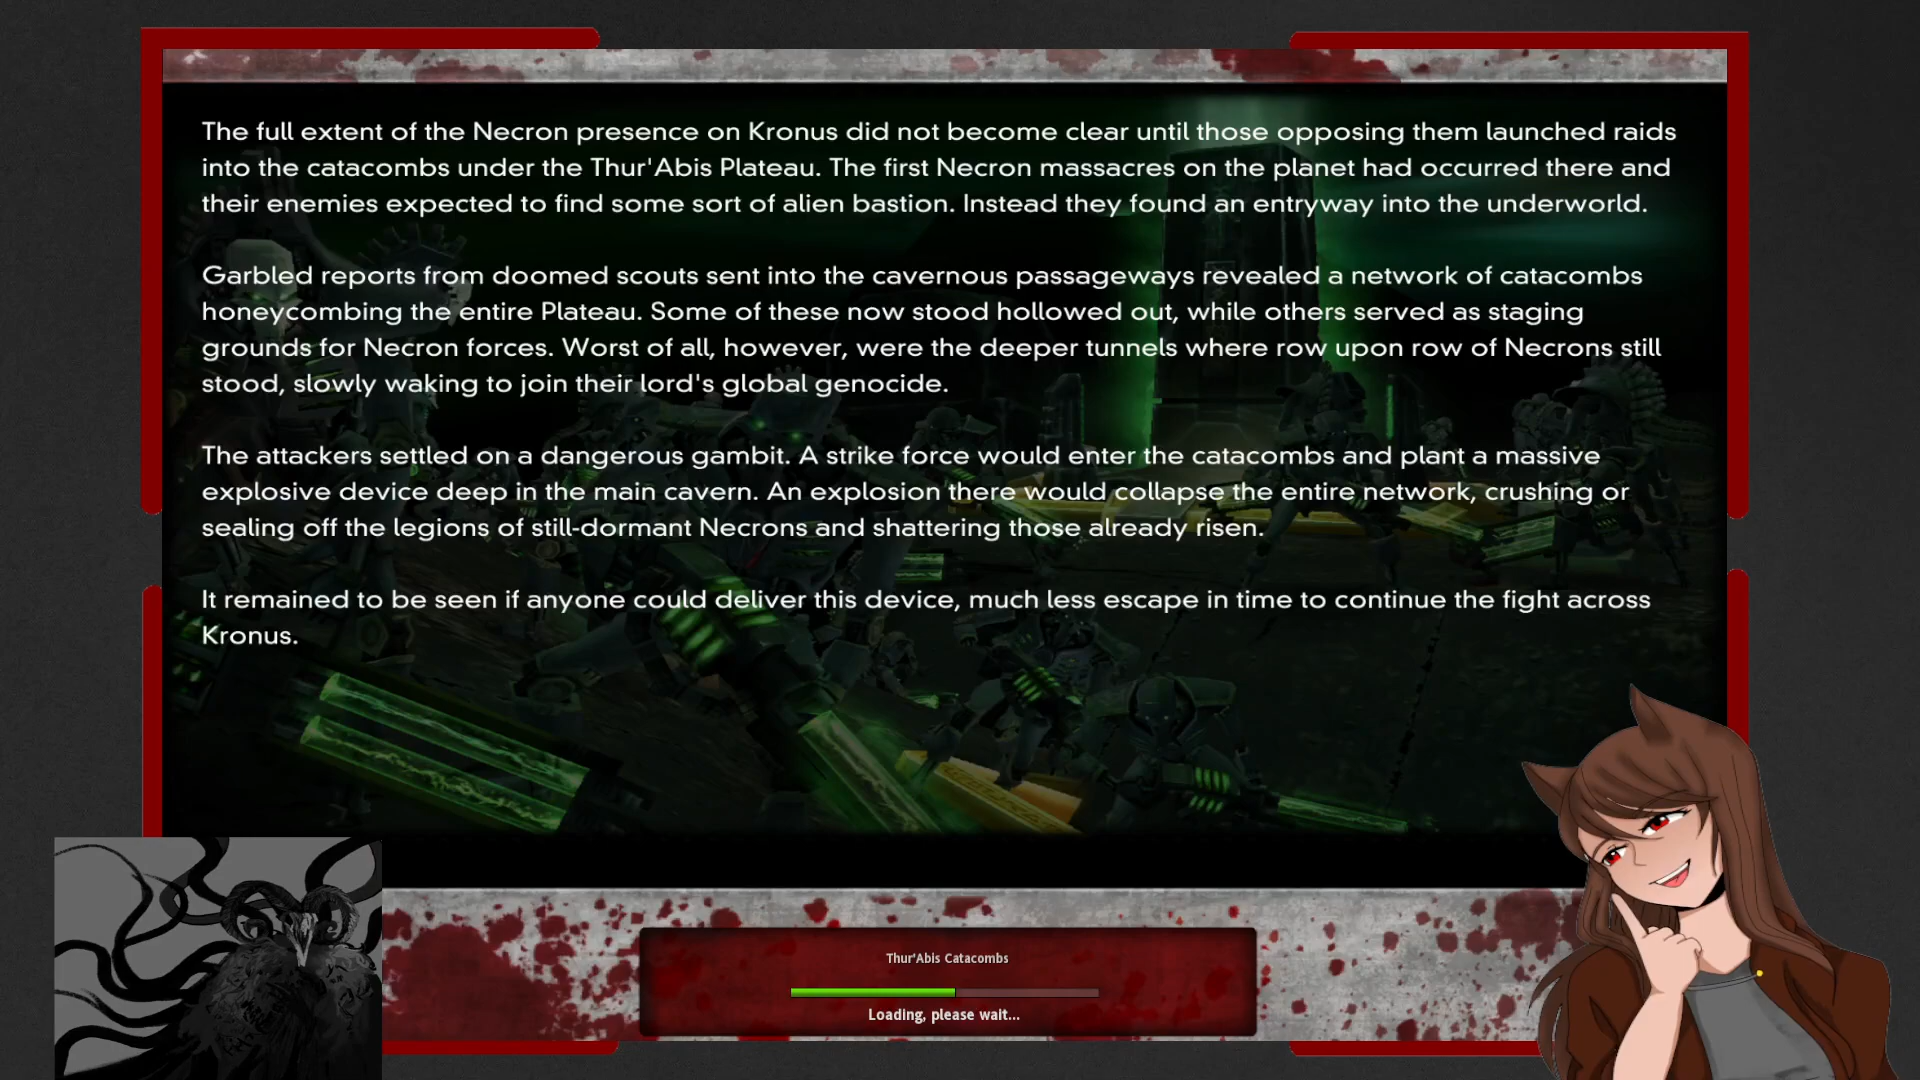 The full extent of the Necron presence on Kronus did not become clear until those opposing them launched raids
into the catacombs under the Thur'Abis Plateau. The first Necron massacres on the planet had occurred there and
their enemies expected to find some sort of alien bastion. Instead they found an entryway into the underworld.
Garbled reports from doomed scouts sent into the cavernous passageways revealed a network of catacombs
honeycombing the entire Plateau. Some of these now stood hollowed out, while others served as staging
grounds for Necron forces. Worst of all, however, were the deeper tunnels where row upon row of Necrons still
stood, slowly waking to join their lord's global genocide.
The attackers settled on a dangerous gambit. A strike force would enter the catacombs and plant a massive
explosive device deep in the main cavern. An explosion there would collapse the entire network, crushing or
sealing off the legions of still-dormant Necrons and shattering those already risen.
It remained to be seen if anyone could deliver this device, much less escape in time to continue the fight across
Kronus.
Thur'Abis Catacombs
Loading, please wait...